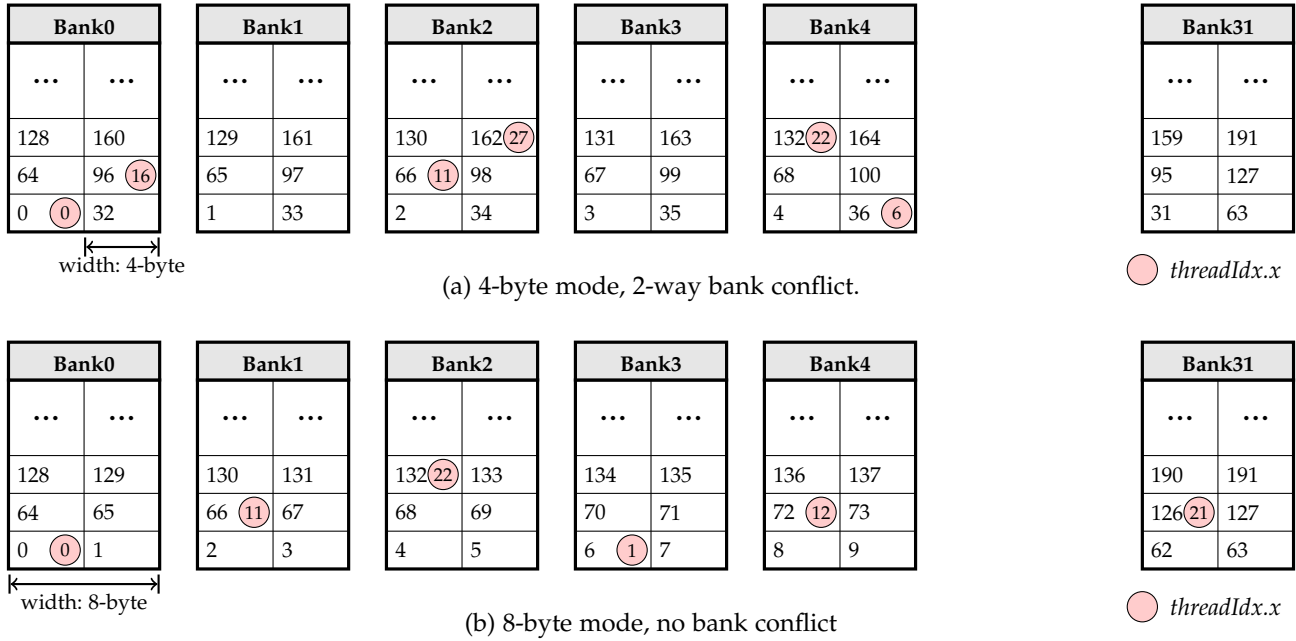 Bank0 Bank1 Bank2 Bank3 Bank4 Bank31
... ... ... ... ... ... ... ... ... ... ... ...
128 160 129 161 130 162 27 131 163 132 22 164 159 191
64 96 16 65 97 66 11 98 67 99 68 100 95 127
0 0 32 1 33 2 34 3 35 4 36 6 31 63
width: 4-byte
threadIdx.x
(a) 4-byte mode, 2-way bank conflict.
Bank0 Bank1 Bank2 Bank3 Bank4 Bank31
... ... ... ... ... ... ... ... ... ... ... ...
128 129 130 131 132 22 133 134 135 136 137 190 191
64 65 66 11 67 68 69 70 71 72 12 73 126 21 127
0 0 1 2 3 4 5 6 1 7 8 9 62 63
width: 8-byte
threadIdx.x
(b) 8-byte mode, no bank conflict